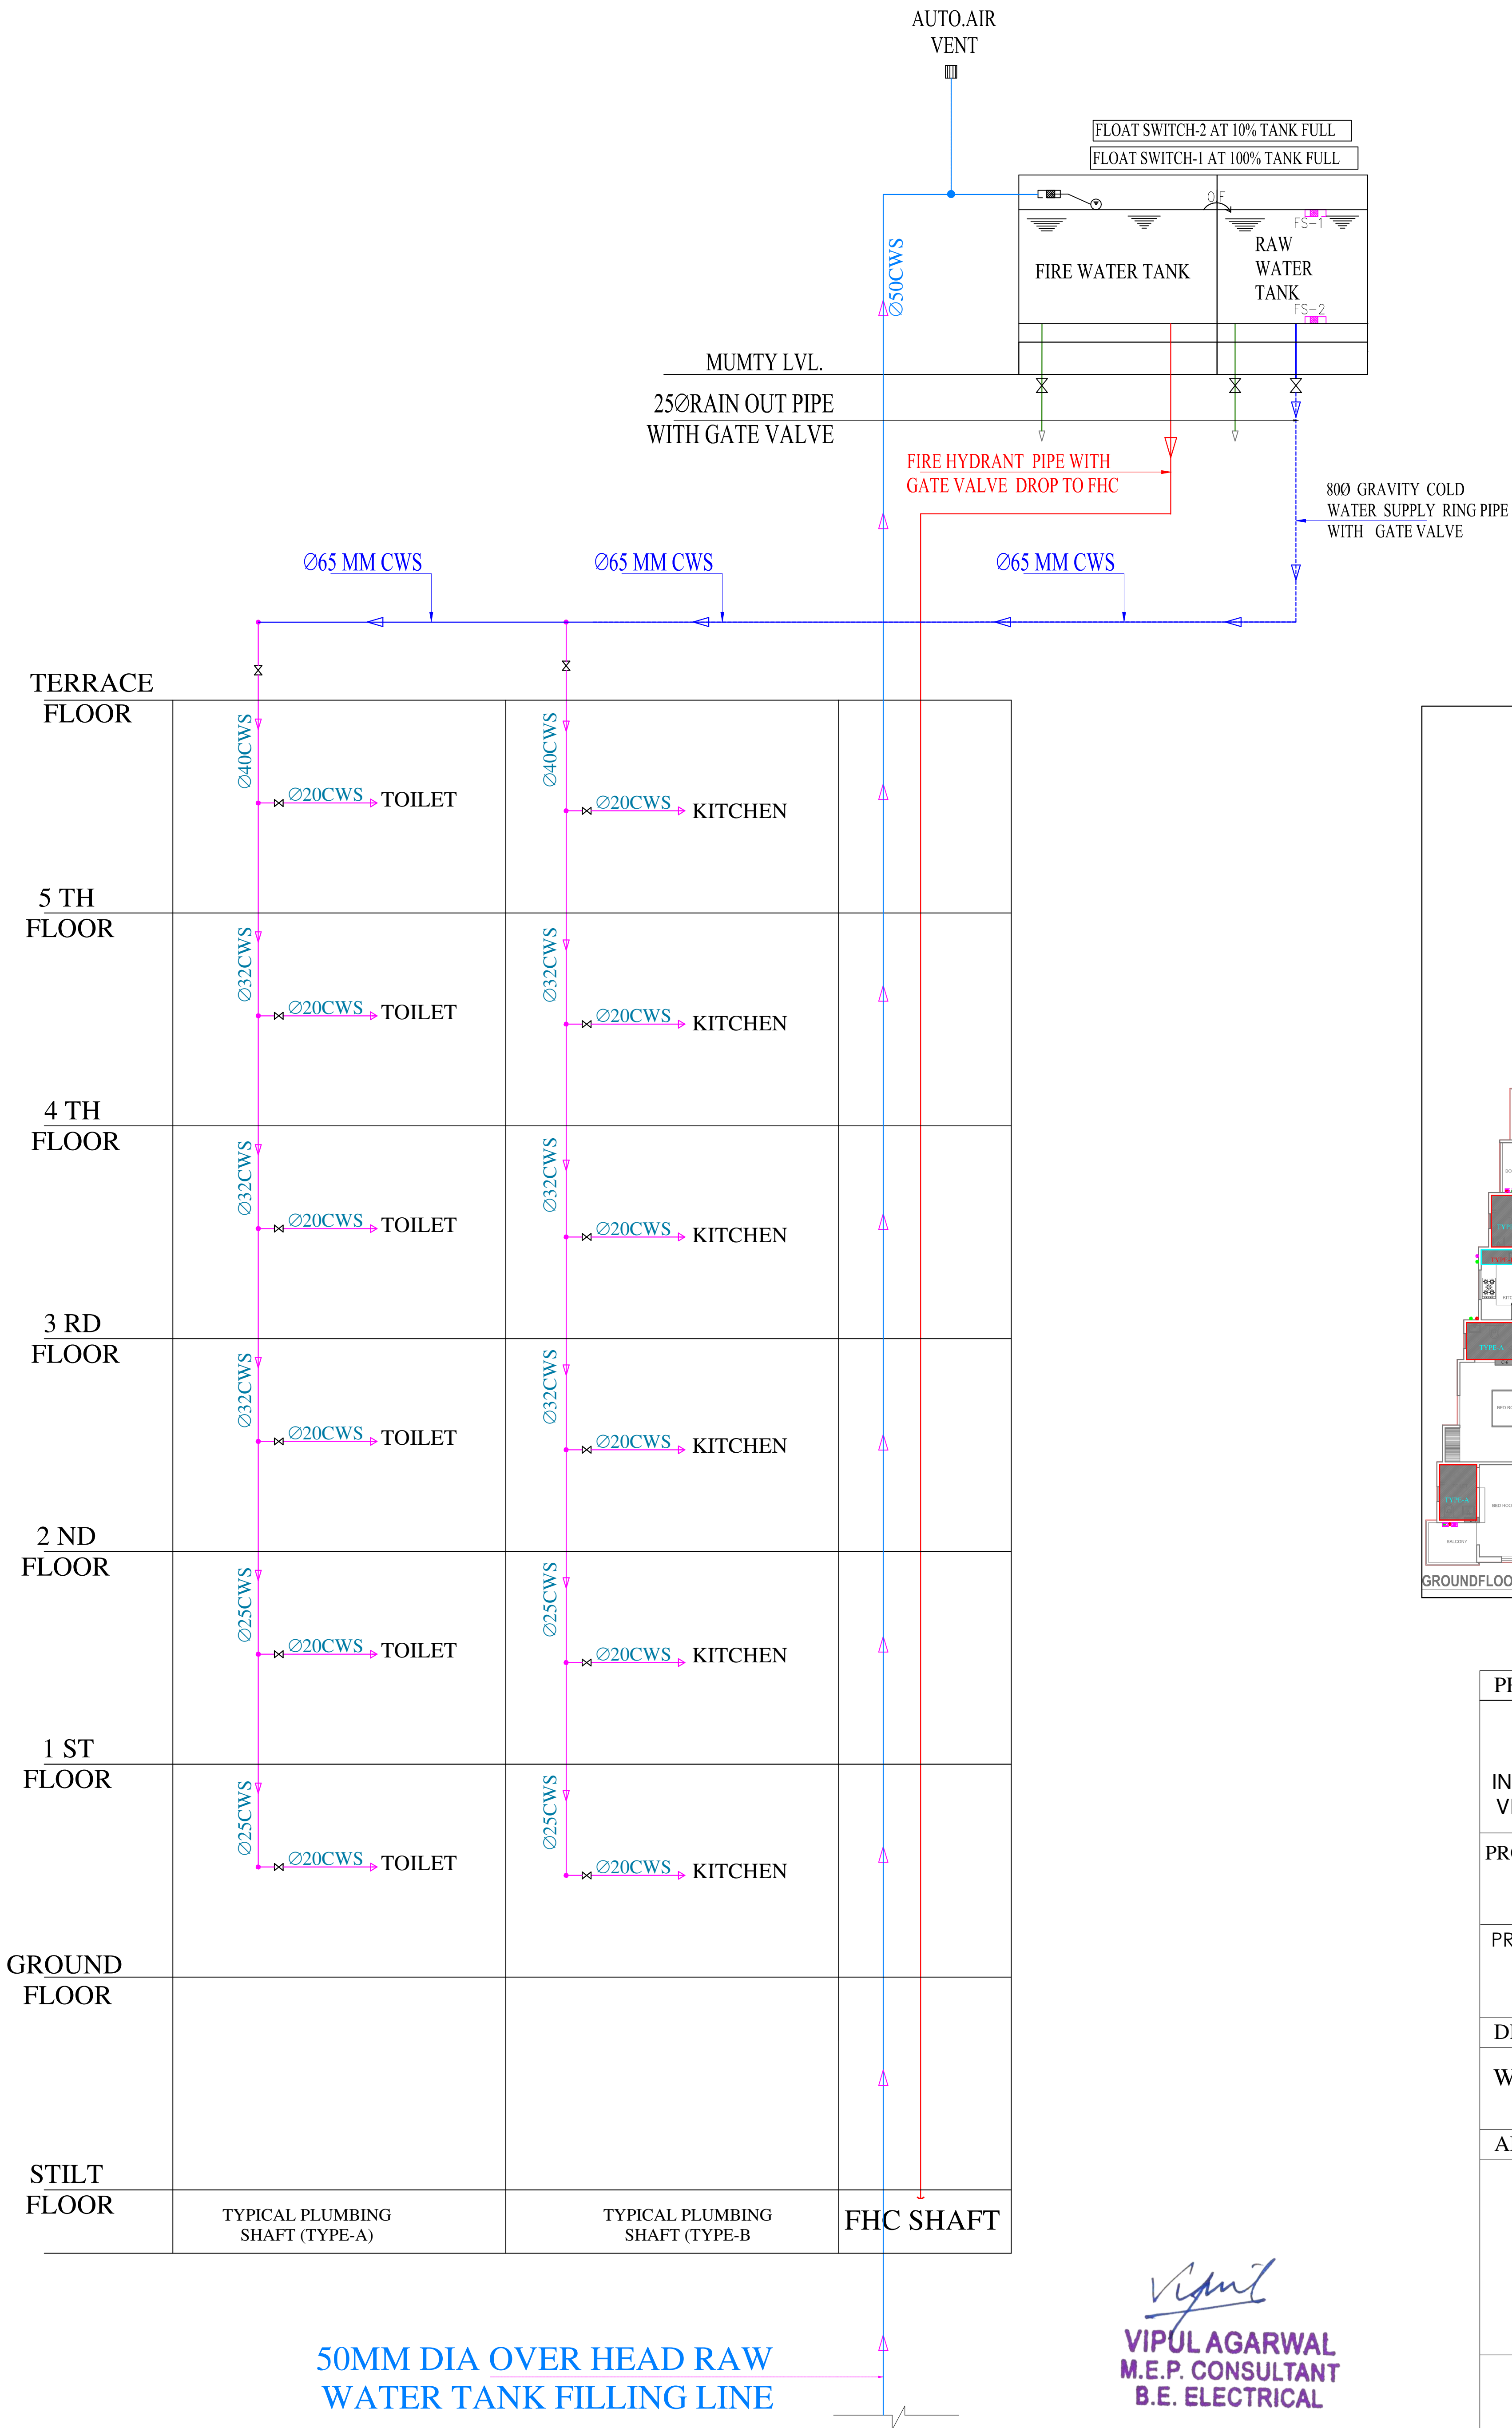 AUTO.AIR
VENT
FLOAT SWITCH-2 AT 10% TANK FULL
FLOAT SWITCH-1 AT 100% TANK FULL
O/F
FS-1
FIRE WATER TANK
RAW
WATER
TANK
FS-2
Ø50CWS
MUMTY LVL.
25ØRAIN OUT PIPE
WITH GATE VALVE
FIRE HYDRANT PIPE WITH
GATE VALVE DROP TO FHC
80Ø GRAVITY COLD
WATER SUPPLY RING PIPE
WITH GATE VALVE
Ø65 MM CWS
Ø65 MM CWS
Ø65 MM CWS
TERRACE
FLOOR
Ø40CWS
Ø20CWS TOILET
Ø40CWS
Ø20CWS KITCHEN
5 TH
FLOOR
Ø32CWS
Ø20CWS TOILET
Ø32CWS
Ø20CWS KITCHEN
4 TH
FLOOR
Ø32CWS
Ø20CWS TOILET
Ø32CWS
Ø20CWS KITCHEN
3 RD
FLOOR
Ø32CWS
Ø20CWS TOILET
Ø32CWS
Ø20CWS KITCHEN
2 ND
FLOOR
Ø25CWS
Ø20CWS TOILET
Ø25CWS
Ø20CWS KITCHEN
1 ST
FLOOR
Ø25CWS
Ø20CWS TOILET
Ø25CWS
Ø20CWS KITCHEN
GROUND
FLOOR
STILT
FLOOR
TYPICAL PLUMBING
SHAFT (TYPE-A)
TYPICAL PLUMBING
SHAFT (TYPE-B
FHC SHAFT
50MM DIA OVER HEAD RAW
WATER TANK FILLING LINE
Vipul
VIPUL AGARWAL
M.E.P. CONSULTANT
B.E. ELECTRICAL
TYPE-A
BED ROO
TYPE-A
BALCONY
GROUNDFLOO
IN